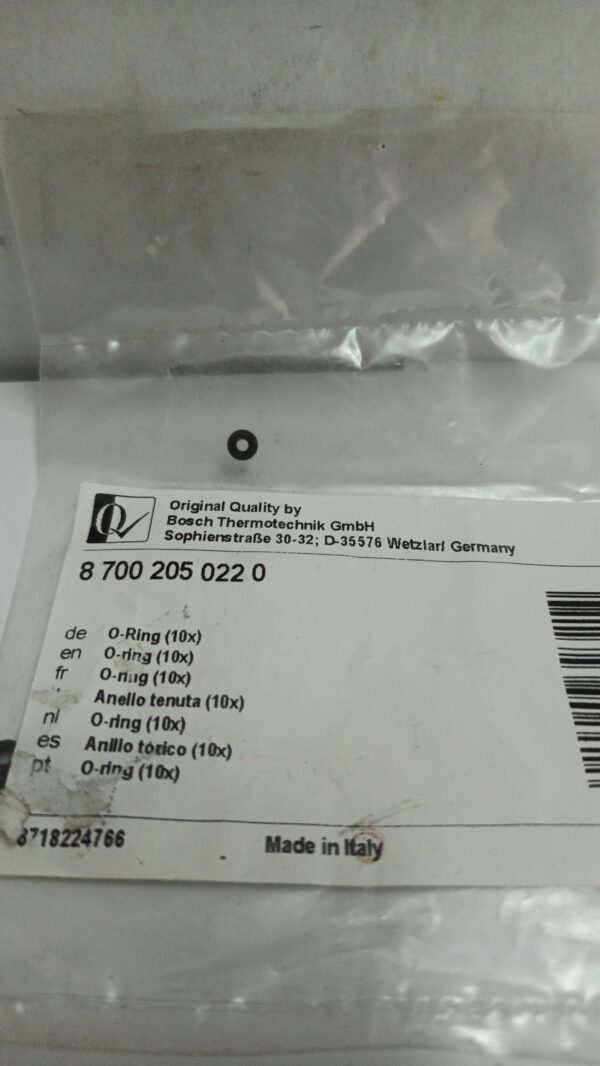 Q
Original Quality by
Bosch Thermotechnik GmbH
Sophienstraße 30-32; D-35576 Wetzlar/ Germany
8 700 205 022 0
de O-Ring (10x)
en O-ring (10x)
fr O-ring (10x)
Anello tenuta (10x)
nl O-ring (10x)
es Anillo tórico (10x)
pt O-ring (10x)
8718224766 Made in Italy